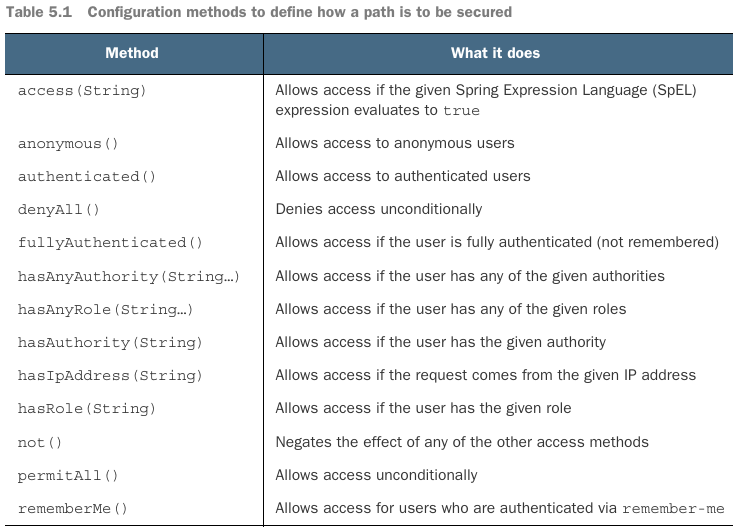 Table 5.1 Configuration methods to define how a path is to be secured
Method What it does
access(String) Allows access if the given Spring Expression Language (SpEL)
expression evaluates to true
anonymous() Allows access to anonymous users
authenticated() Allows access to authenticated users
denyAll() Denies access unconditionally
fullyAuthenticated() Allows access if the user is fully authenticated (not remembered)
hasAnyAuthority(String…) Allows access if the user has any of the given authorities
hasAnyRole(String…) Allows access if the user has any of the given roles
hasAuthority(String) Allows access if the user has the given authority
hasIpAddress(String) Allows access if the request comes from the given IP address
hasRole(String) Allows access if the user has the given role
not() Negates the effect of any of the other access methods
permitAll() Allows access unconditionally
rememberMe() Allows access for users who are authenticated via remember-me